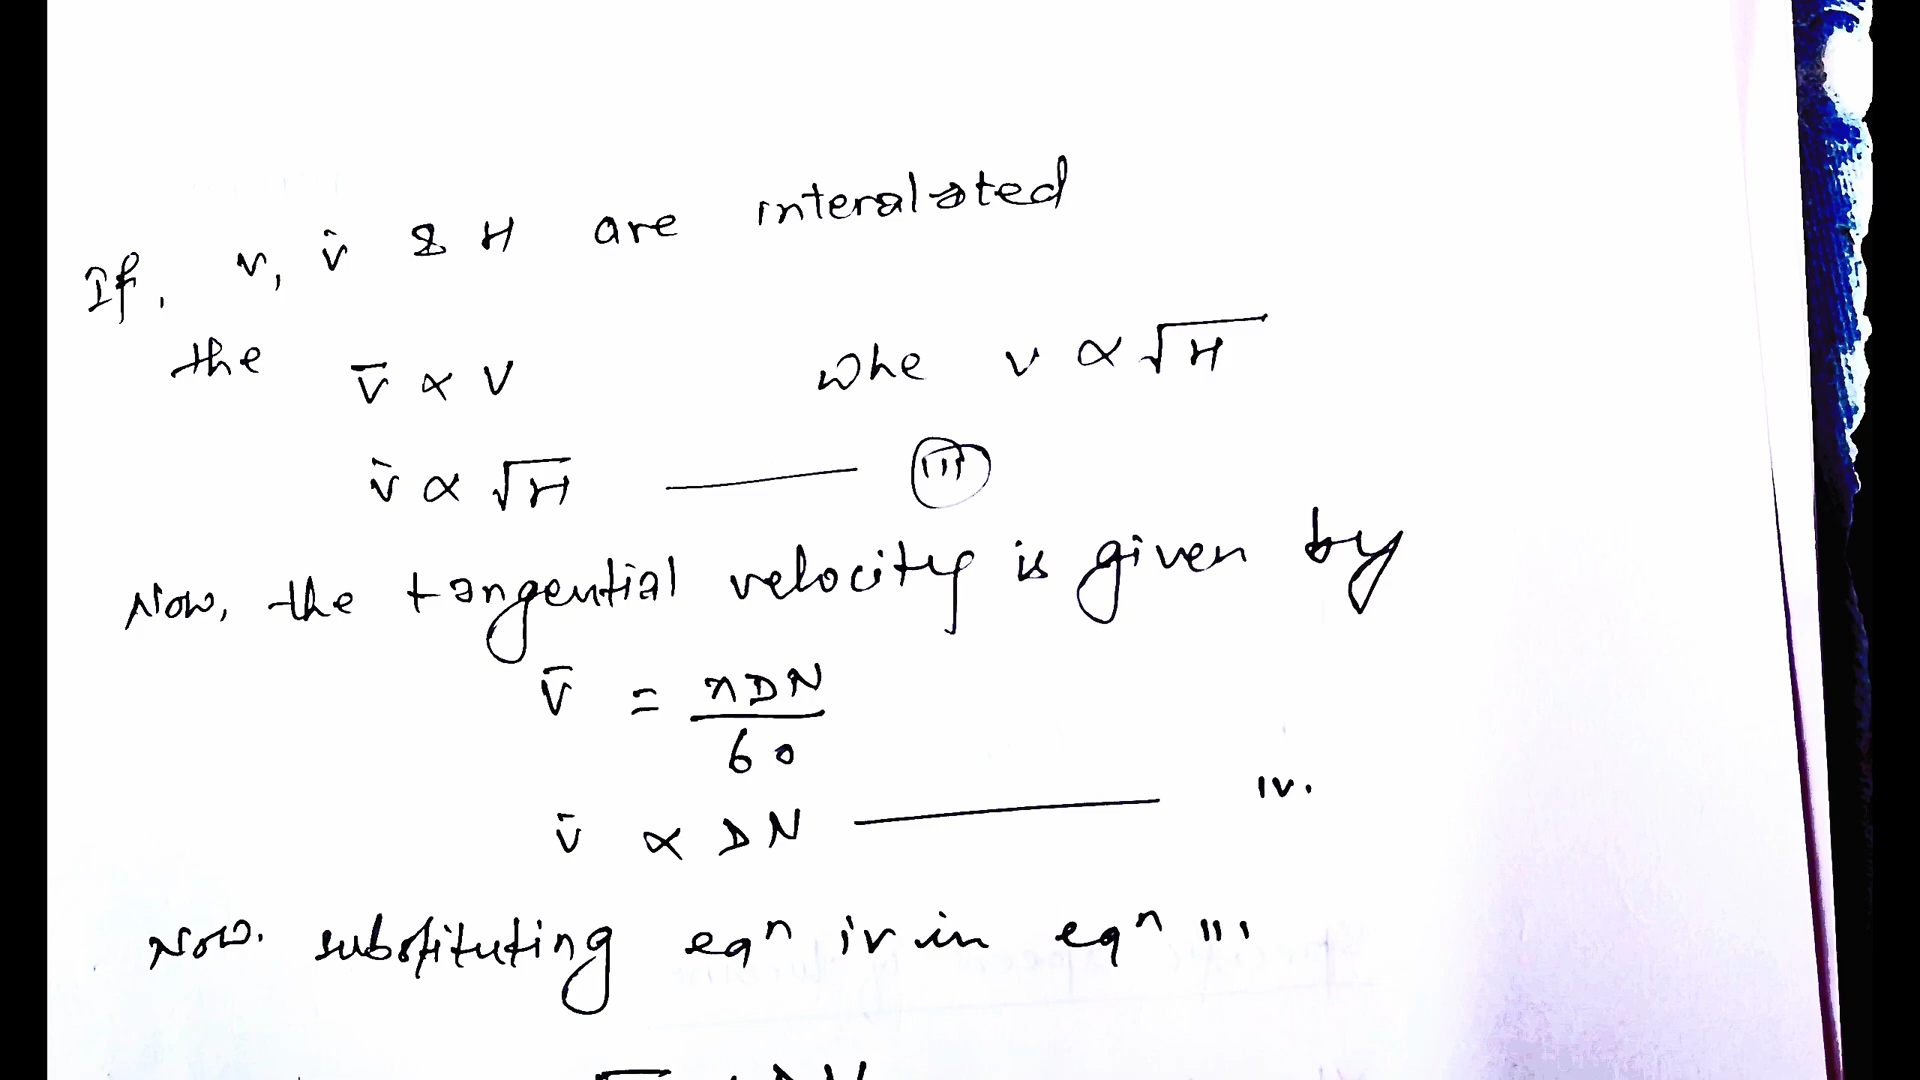 If, v, v̄ & H are interalated
the v̄ ∝ V whe v ∝ √H
v̄ ∝ √H —— III
Now, the tangential velocity is given by
v̄ = πDN/60
v̄ ∝ DN —— iv.
Now. substituting eqn iv in eqn III